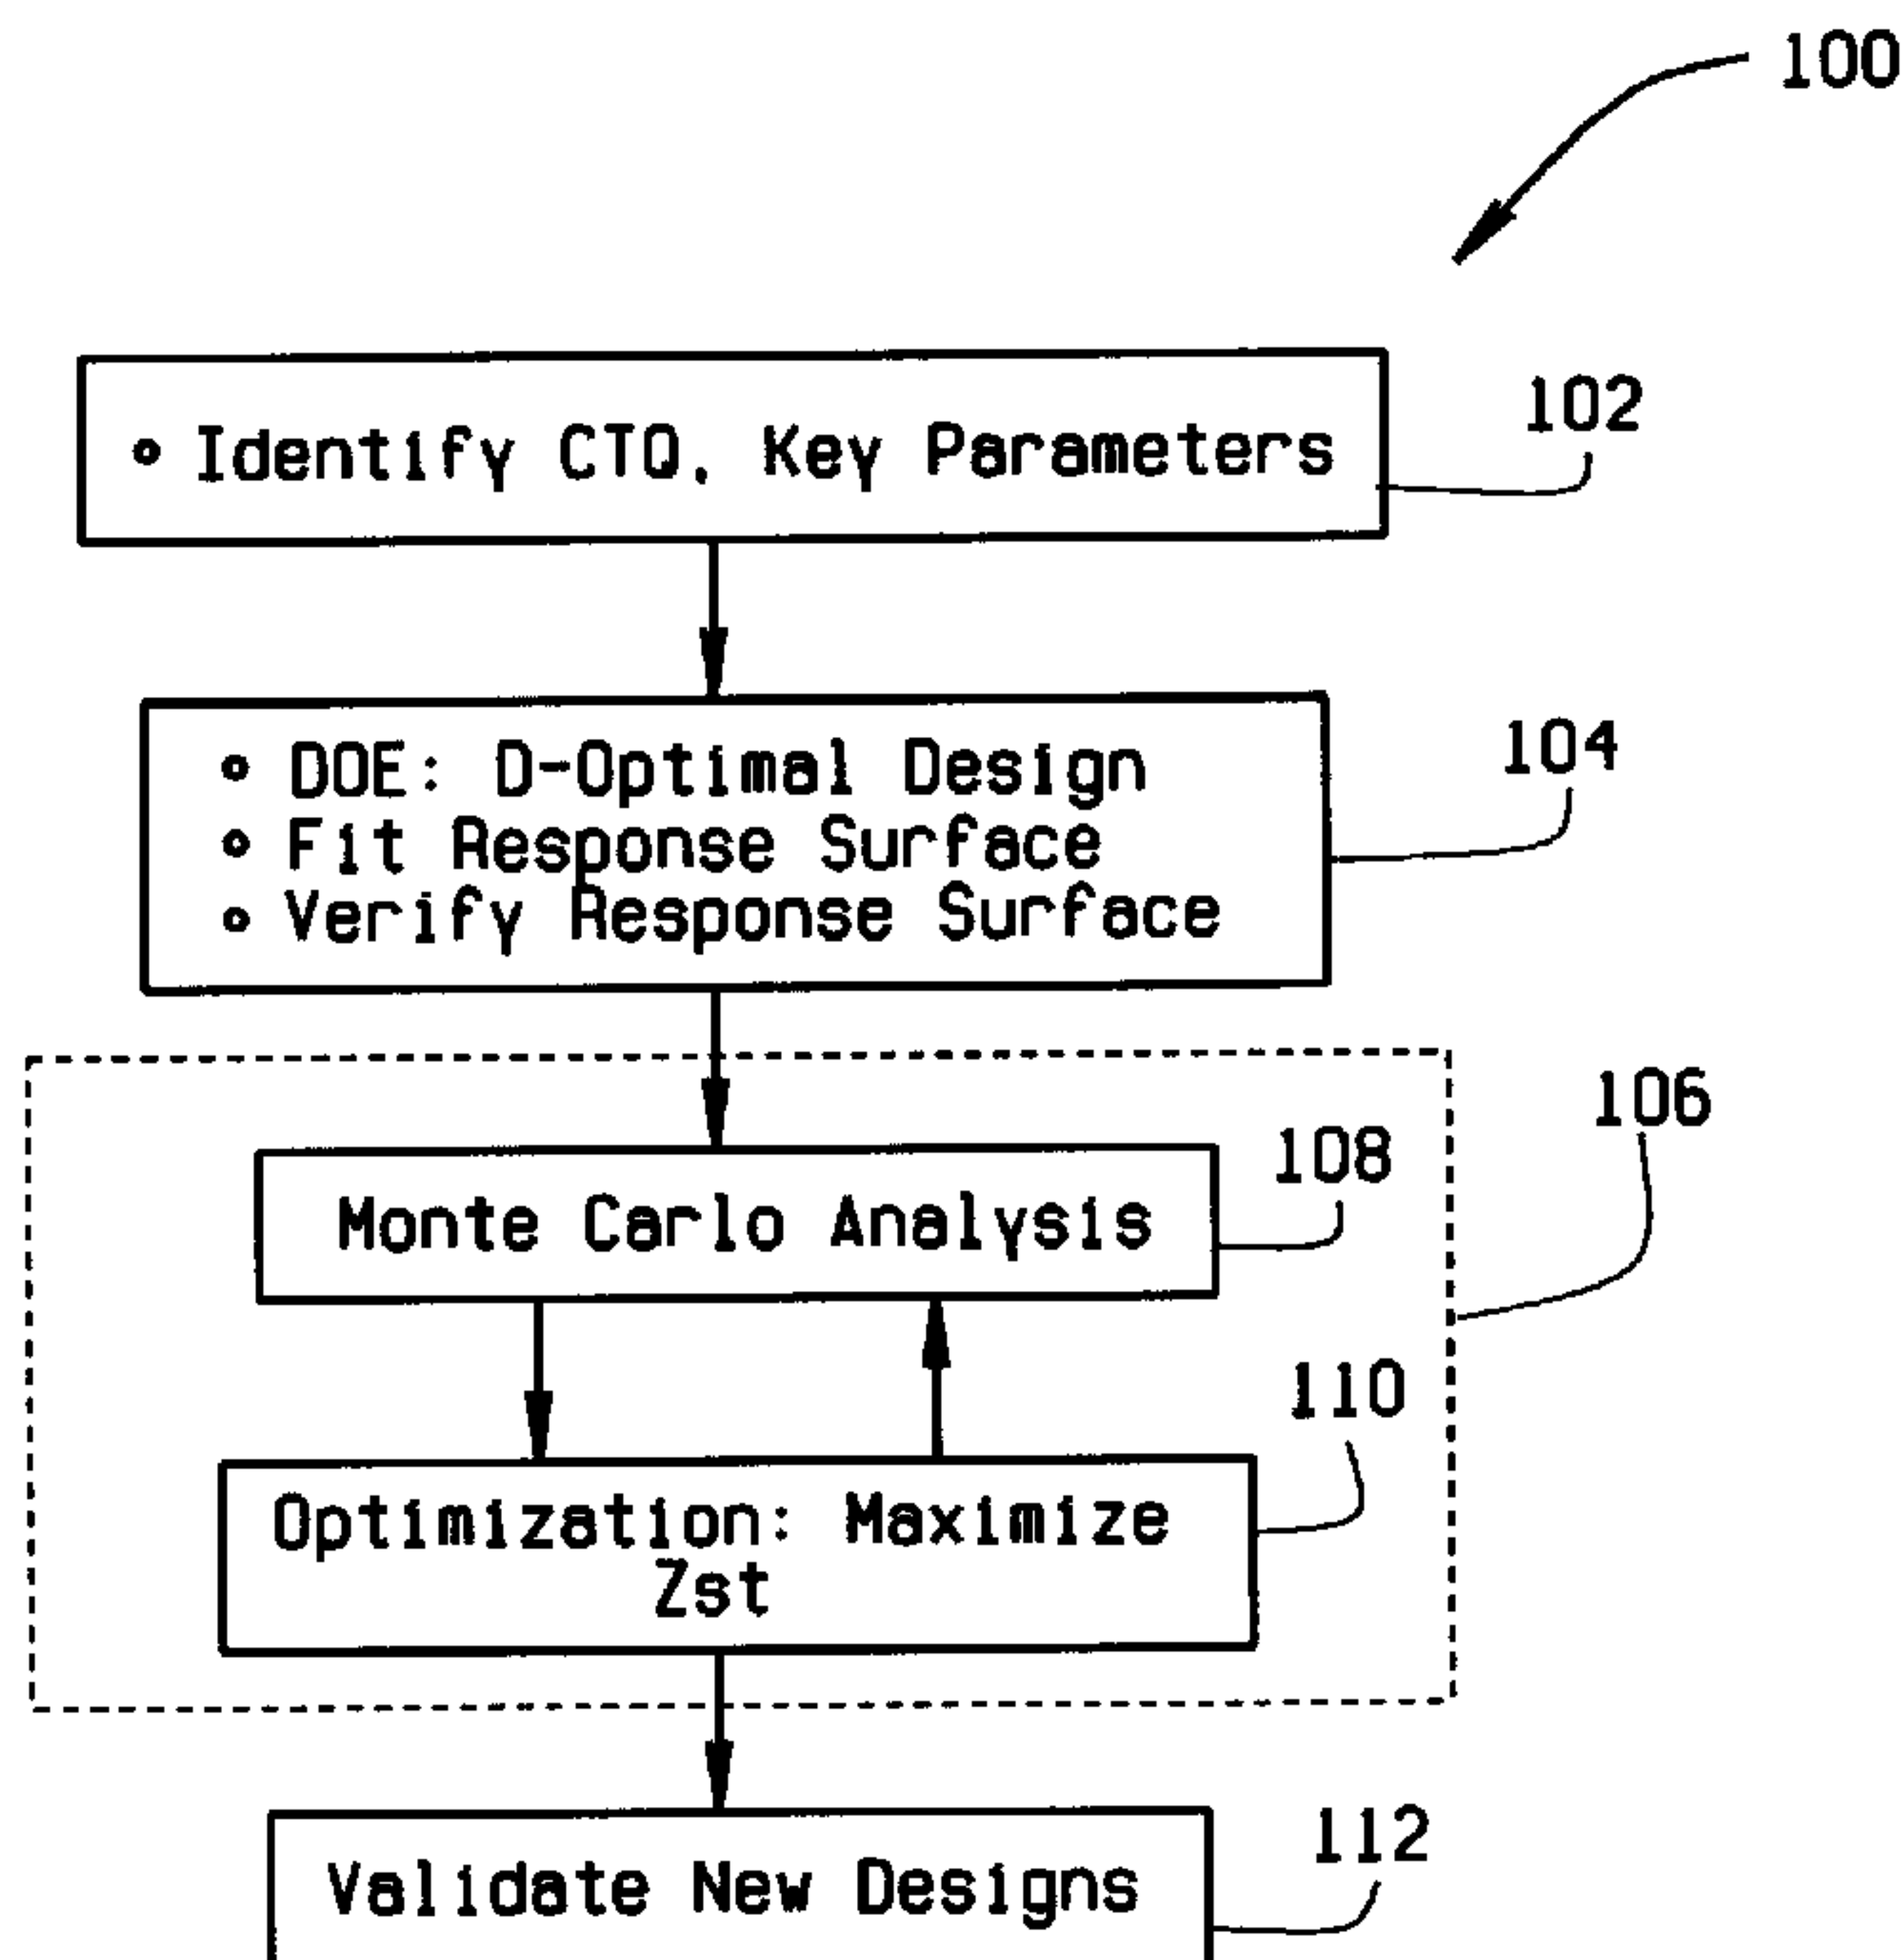 100
102
° Identify CTQ, Key Parameters
104
° DOE: D-Optimal Design
° Fit Response Surface
° Verify Response Surface
106
108
Monte Carlo Analysis
110
Optimization: Maximize
Zst
112
Validate New Designs